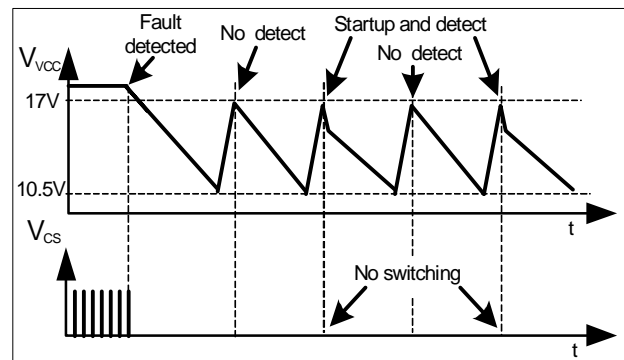 Fault
detected
No detect
Startup and detect
No detect
VVCC
17V
10.5V
t
VCS
No switching
t